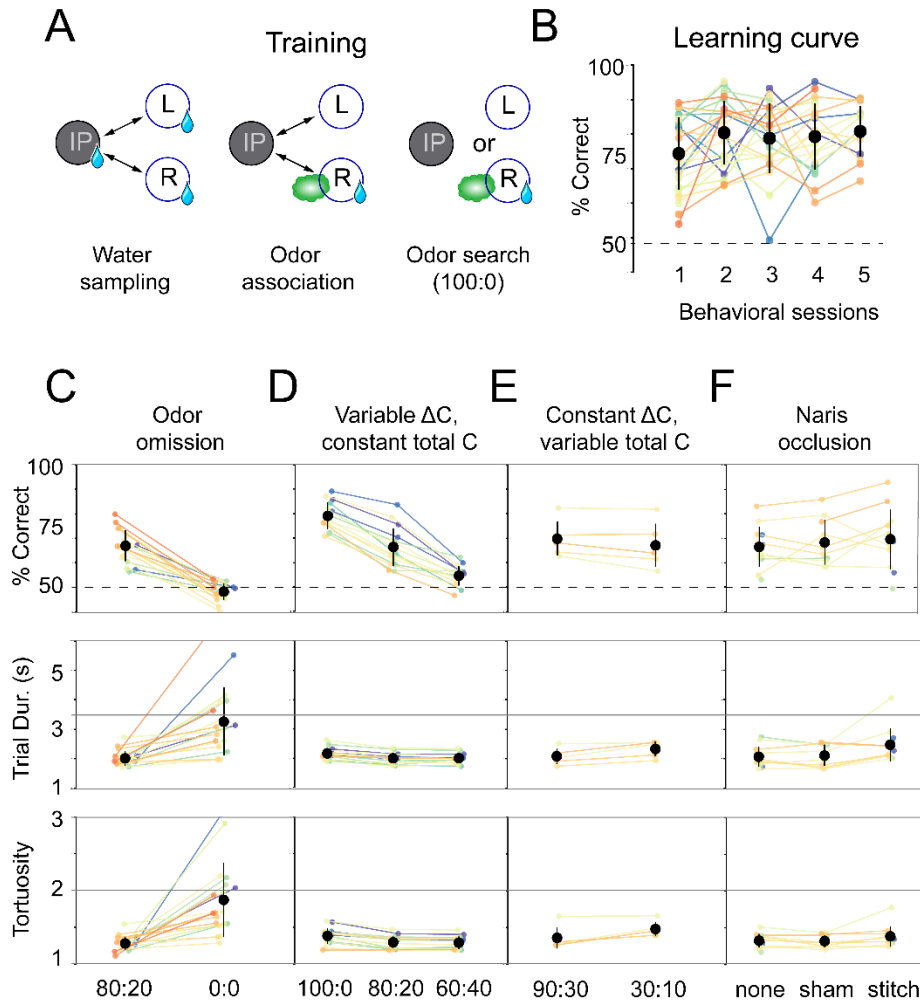 A
Training
IP
L
R
IP
L
R
IP
L
or
R
Water
sampling
Odor
association
Odor search
(100:0)
B
Learning curve
100
75
50
% Correct
1 2 3 4 5
Behavioral sessions
C
Odor
omission
D
Variable ΔC,
constant total C
E
Constant ΔC,
variable total C
F
Naris
occlusion
% Correct
100
75
50
Trial Dur. (s)
5
3
1
Tortuosity
3
2
1
80:20 0:0
100:0 80:20 60:40
90:30 30:10
none sham stitch